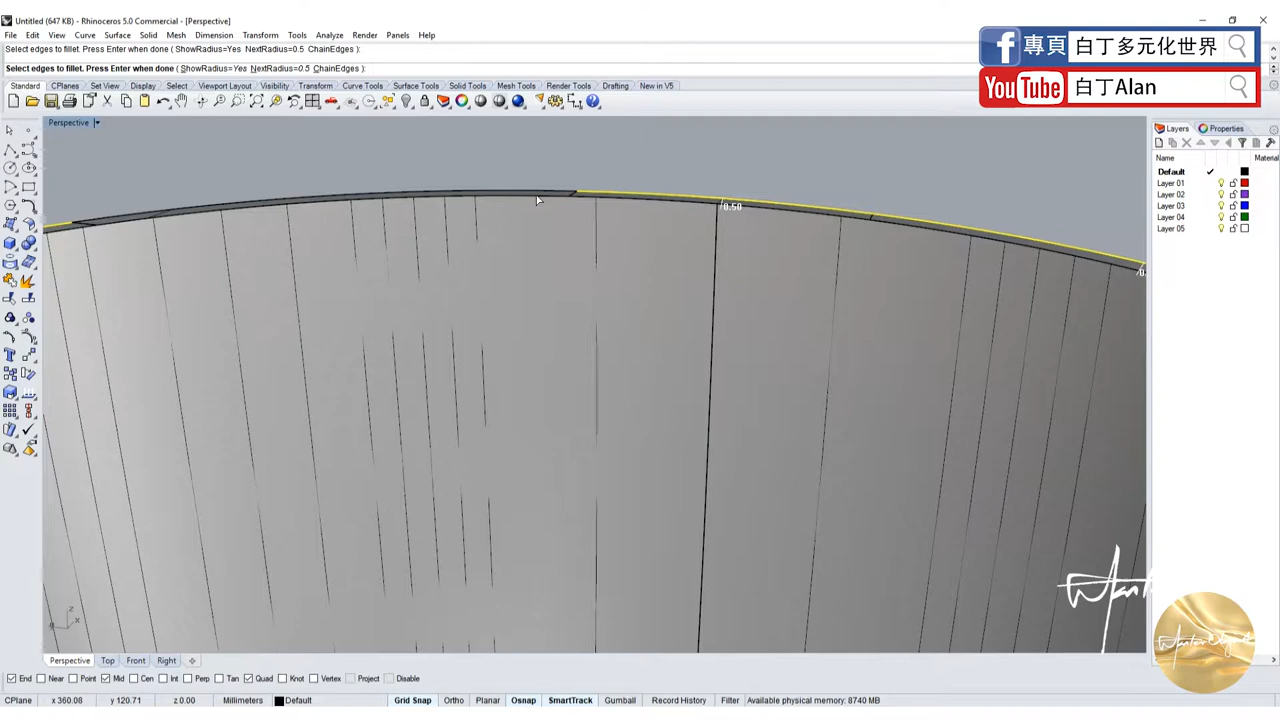 Untitled (647 KB) - Rhinoceros 5.0 Commercial - [Perspective]
File Edit View Curve Surface Solid Mesh Dimension Transform Tools Analyze Render Panels Help
Select edges to fillet. Press Enter when done ( ShowRadius=Yes NextRadius=0.5 ChainEdges ):
Select edges to fillet. Press Enter when done ( ShowRadius=Yes NextRadius=0.5 ChainEdges ):
專頁 白丁多元化世界
YouTube 白丁Alan
Standard CPlanes Set View Display Select Viewport Layout Visibility Transform Curve Tools Surface Tools Solid Tools Mesh Tools Render Tools Drafting New in V5
Perspective
Layers Properties
Name Material
Default
Layer 01
Layer 02
Layer 03
Layer 04
Layer 05
0.50
z
x
Perspective Top Front Right
End Near Point Mid Cen Int Perp Tan Quad Knot Vertex Project Disable
CPlane x 360.08 y 120.71 z 0.00 Millimeters Default Grid Snap Ortho Planar Osnap SmartTrack Gumball Record History Filter Available physical memory: 8740 MB